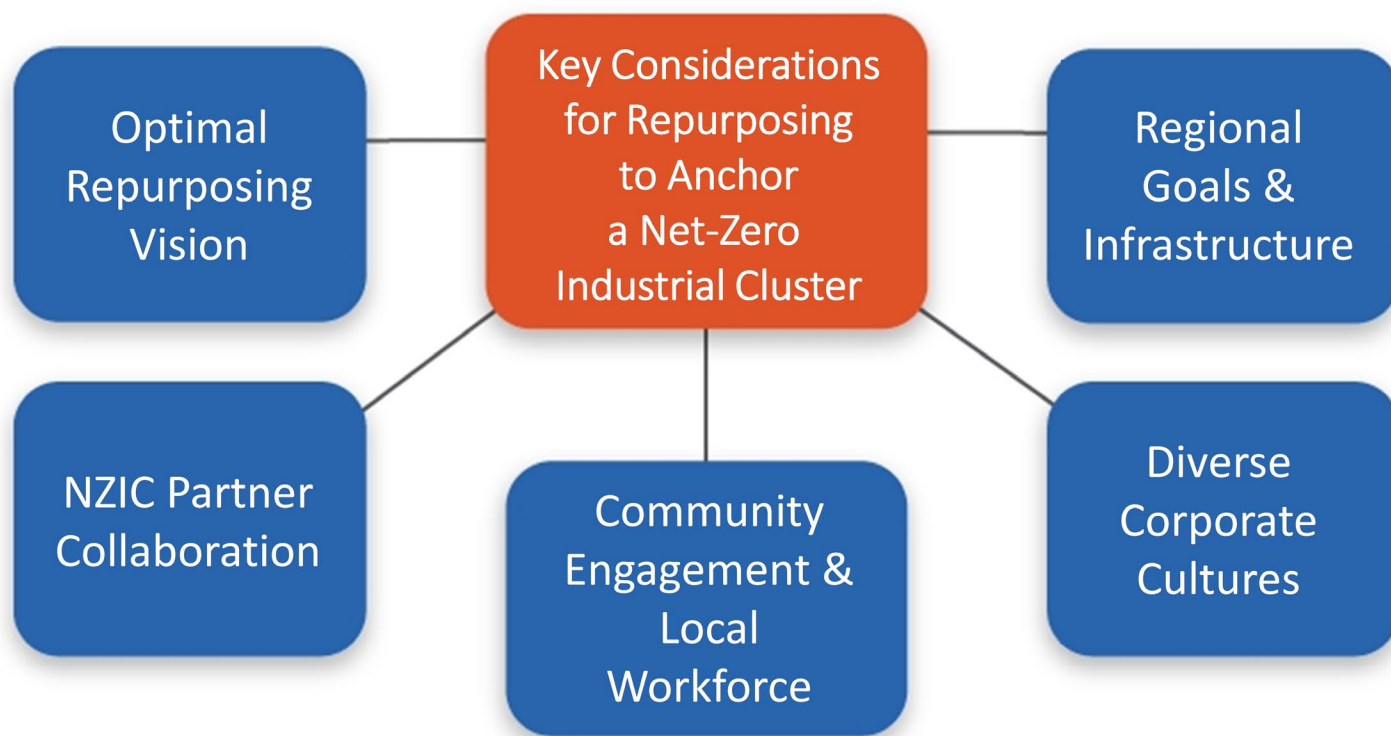 Key Considerations
for Repurposing
to Anchor
a Net-Zero
Industrial Cluster
Optimal
Repurposing
Vision
Regional
Goals &
Infrastructure
NZIC Partner
Collaboration
Community
Engagement &
Local
Workforce
Diverse
Corporate
Cultures